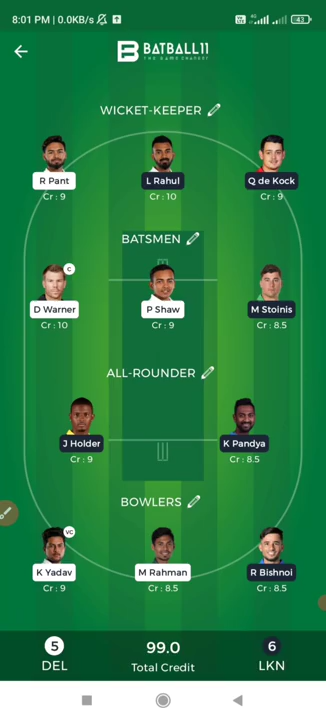 8:01 PM | 0.0KB/s
43
BATBALL11
THE GAME CHANGER
WICKET-KEEPER
R Pant
L Rahul
Q de Kock
Cr : 9
Cr : 10
Cr : 9
BATSMEN
C
D Warner
P Shaw
M Stoinis
Cr : 10
Cr : 9
Cr : 8.5
ALL-ROUNDER
J Holder
K Pandya
Cr : 9
Cr : 8.5
BOWLERS
VC
K Yadav
M Rahman
R Bishnoi
Cr : 9
Cr : 8.5
Cr : 8.5
5
99.0
6
DEL
Total Credit
LKN